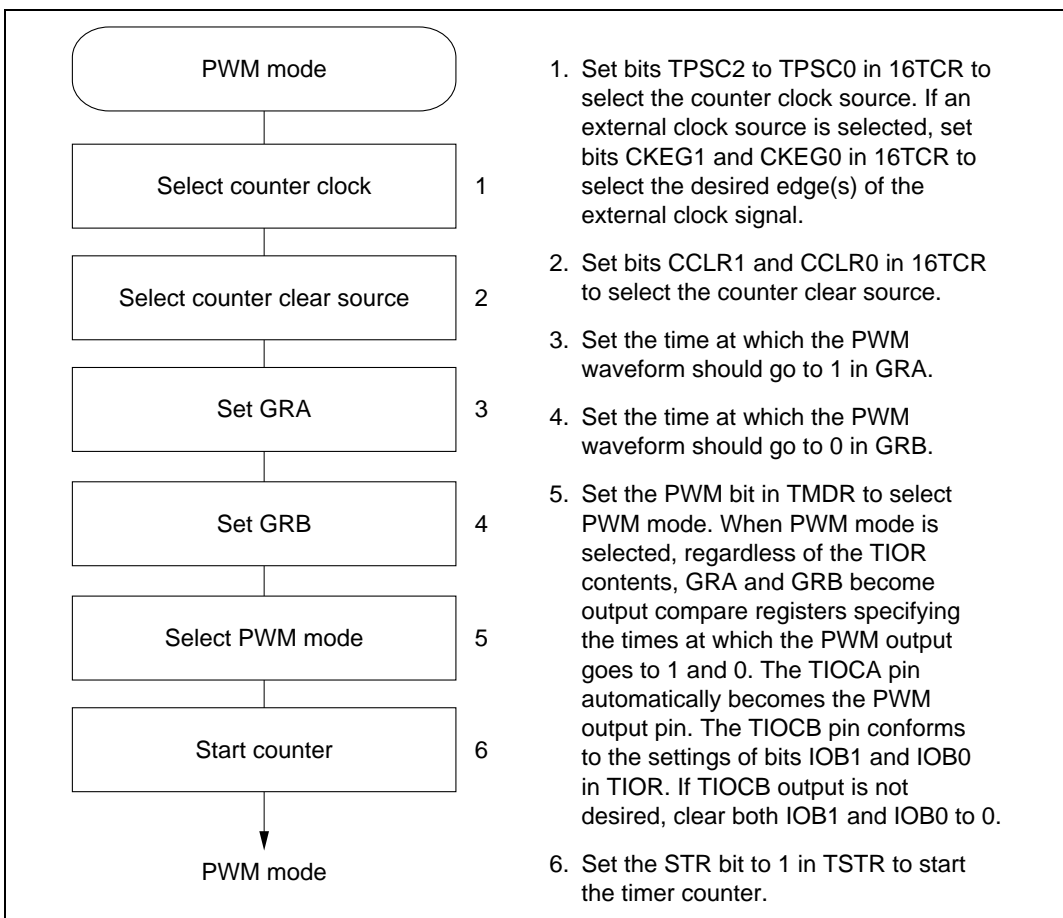 PWM mode
Select counter clock 1
Select counter clear source 2
Set GRA 3
Set GRB 4
Select PWM mode 5
Start counter 6
PWM mode
1. Set bits TPSC2 to TPSC0 in 16TCR to
select the counter clock source. If an
external clock source is selected, set
bits CKEG1 and CKEG0 in 16TCR to
select the desired edge(s) of the
external clock signal.
2. Set bits CCLR1 and CCLR0 in 16TCR
to select the counter clear source.
3. Set the time at which the PWM
waveform should go to 1 in GRA.
4. Set the time at which the PWM
waveform should go to 0 in GRB.
5. Set the PWM bit in TMDR to select
PWM mode. When PWM mode is
selected, regardless of the TIOR
contents, GRA and GRB become
output compare registers specifying
the times at which the PWM output
goes to 1 and 0. The TIOCA pin
automatically becomes the PWM
output pin. The TIOCB pin conforms
to the settings of bits IOB1 and IOB0
in TIOR. If TIOCB output is not
desired, clear both IOB1 and IOB0 to 0.
6. Set the STR bit to 1 in TSTR to start
the timer counter.